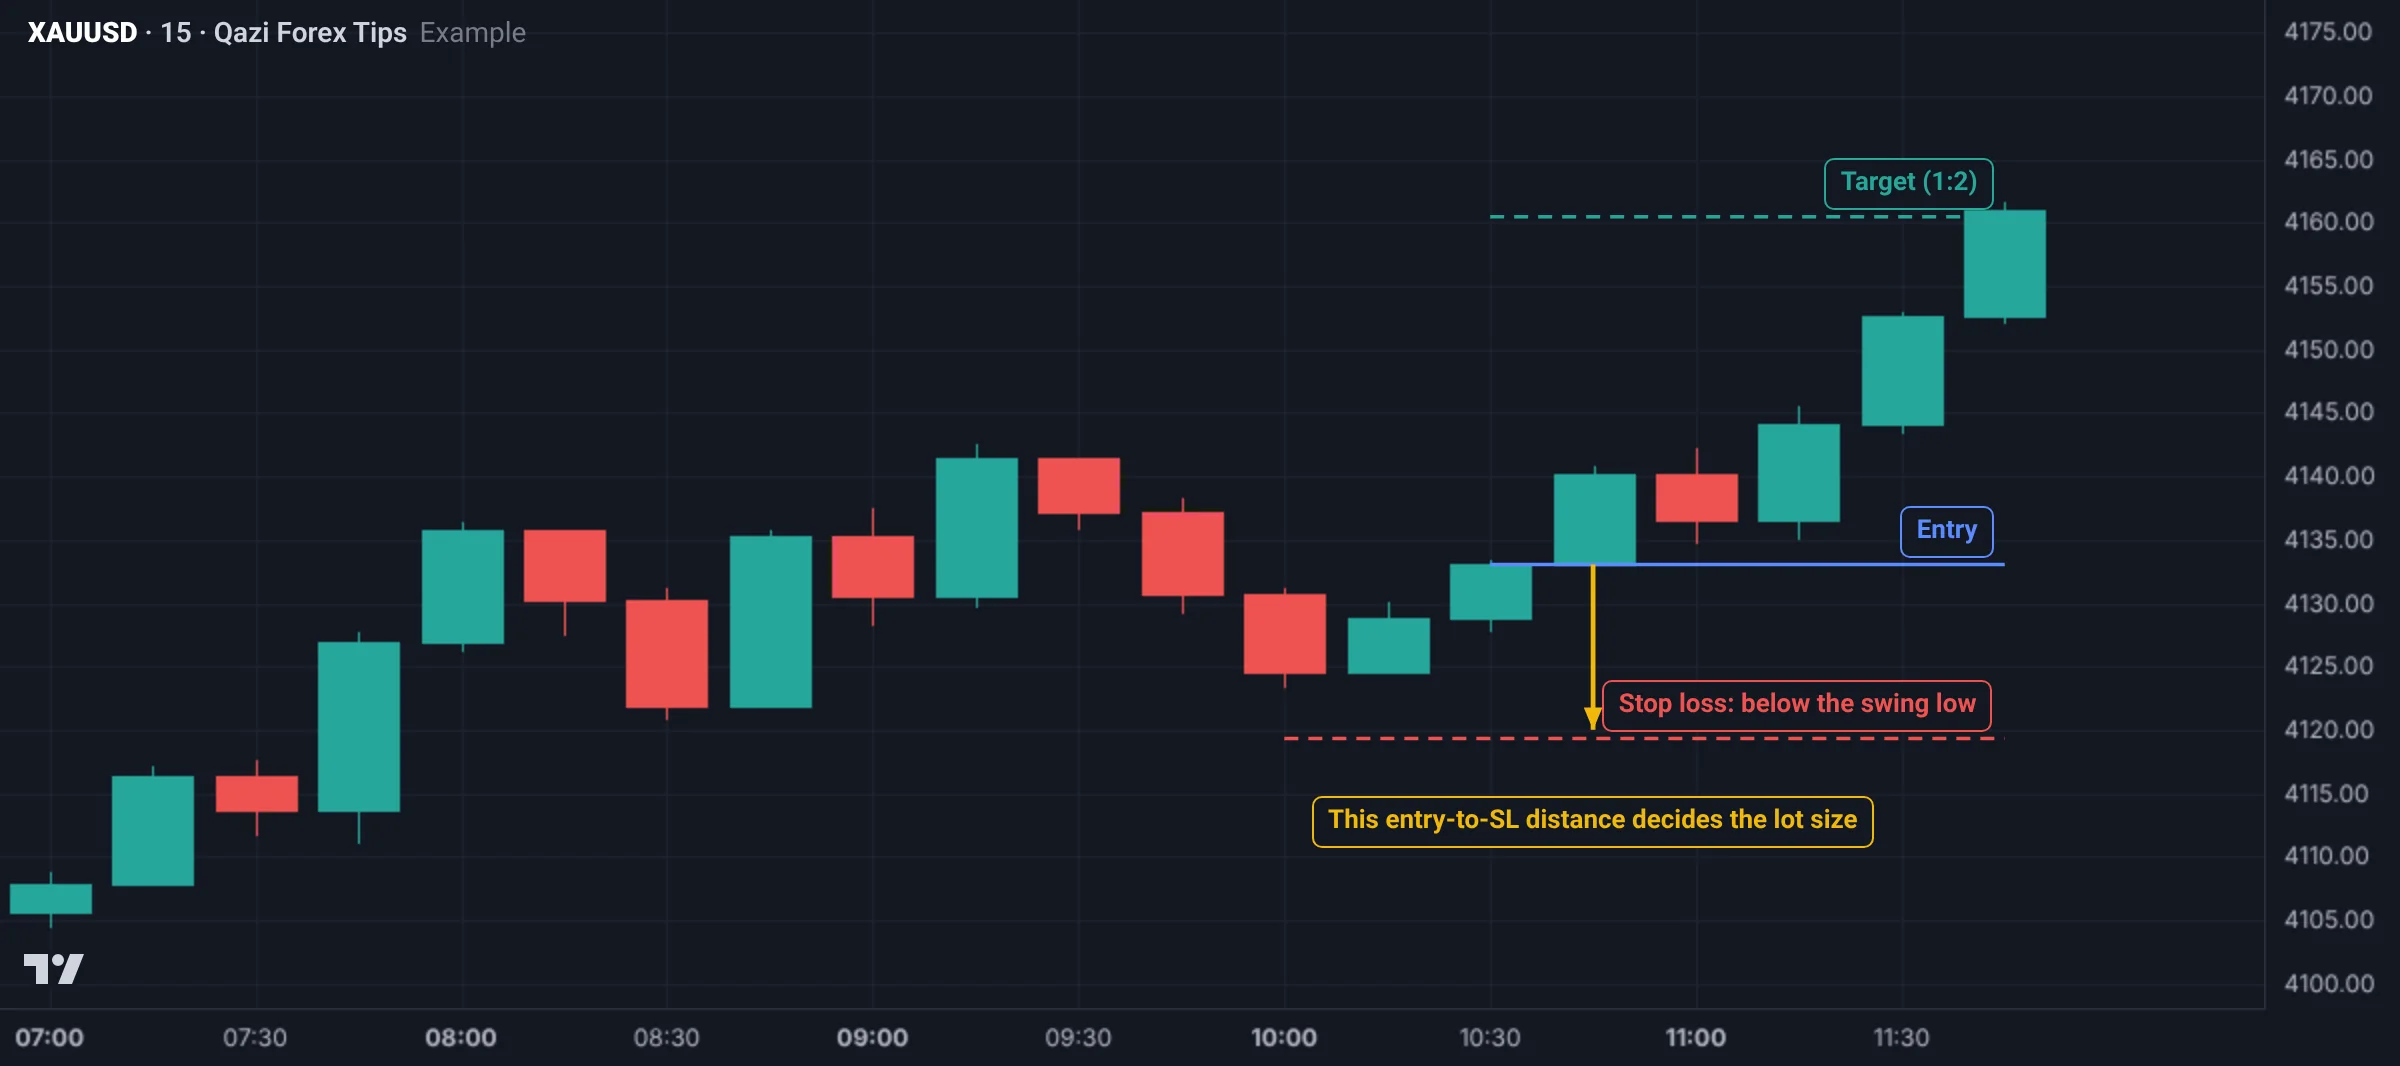 XAUUSD · 15 · Qazi Forex Tips Example
4175.00
4170.00
4165.00
Target (1:2)
4160.00
4155.00
4150.00
4145.00
4140.00
Entry
4135.00
4130.00
4125.00
Stop loss: below the swing low
4120.00
This entry-to-SL distance decides the lot size
4115.00
4110.00
4105.00
4100.00
07:00 07:30 08:00 08:30 09:00 09:30 10:00 10:30 11:00 11:30